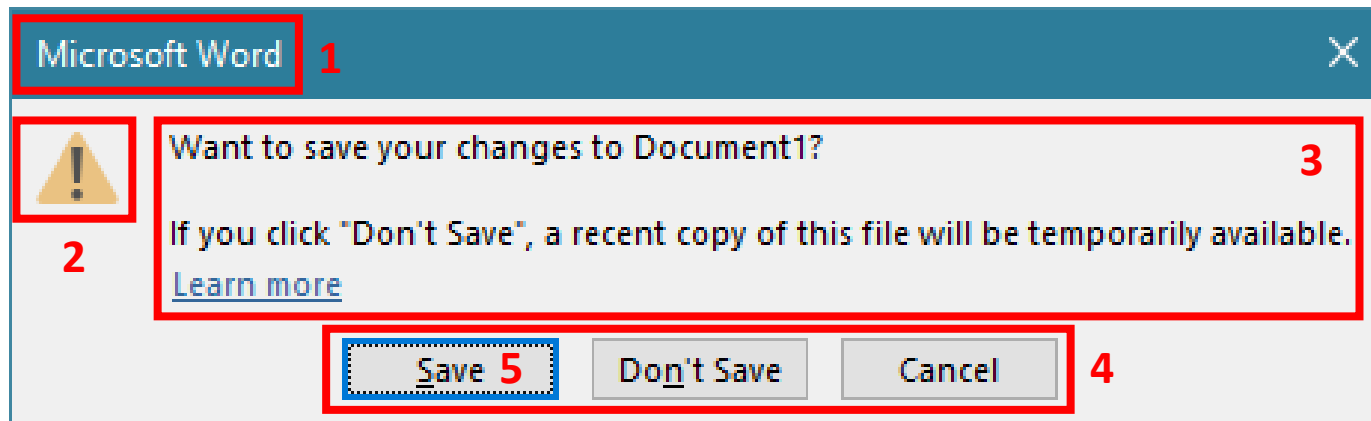 Microsoft Word 1
Want to save your changes to Document1?
3
If you click "Don't Save", a recent copy of this file will be temporarily available.
2
Learn more
Save 5 Don't Save Cancel 4